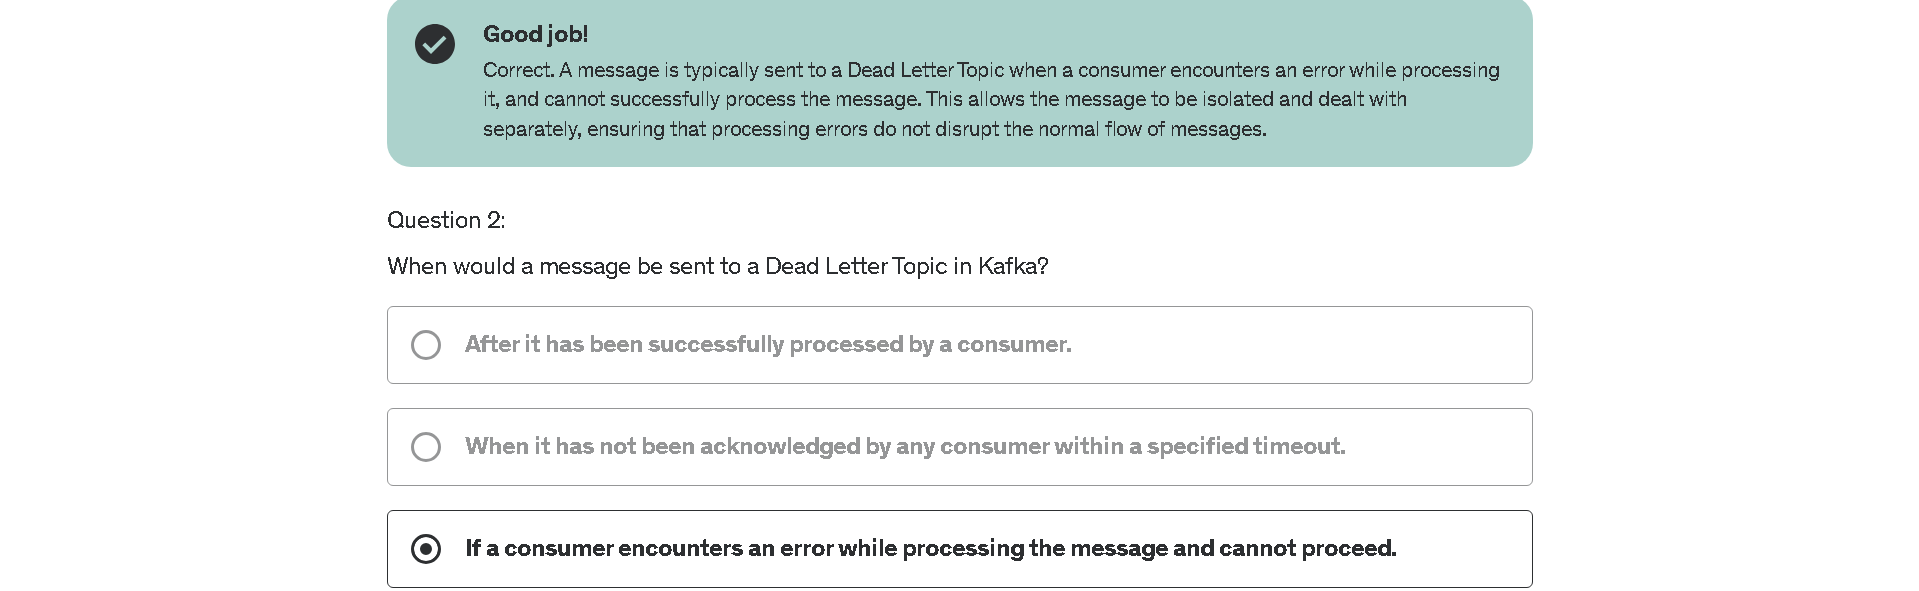 Good job!
Correct. A message is typically sent to a Dead Letter Topic when a consumer encounters an error while processing
it, and cannot successfully process the message. This allows the message to be isolated and dealt with
separately, ensuring that processing errors do not disrupt the normal flow of messages.
Question 2:
When would a message be sent to a Dead Letter Topic in Kafka?
After it has been successfully processed by a consumer.
When it has not been acknowledged by any consumer within a specified timeout.
If a consumer encounters an error while processing the message and cannot proceed.